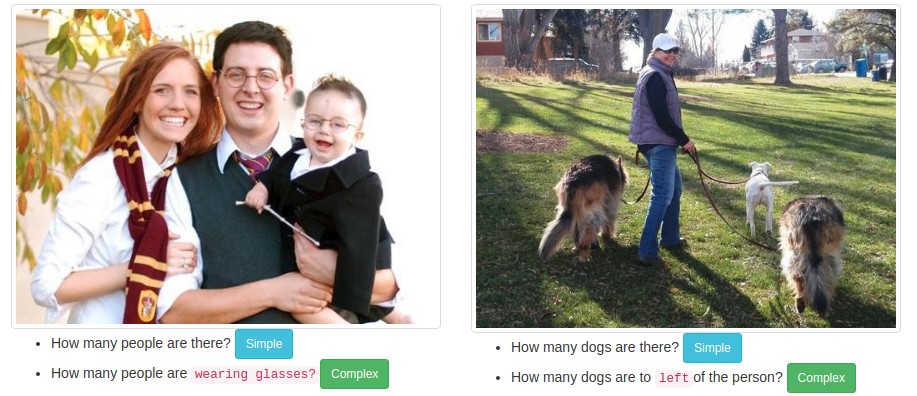 How many people are there? Simple
How many people are wearing glasses? Complex
How many dogs are there? Simple
How many dogs are to left of the person? Complex